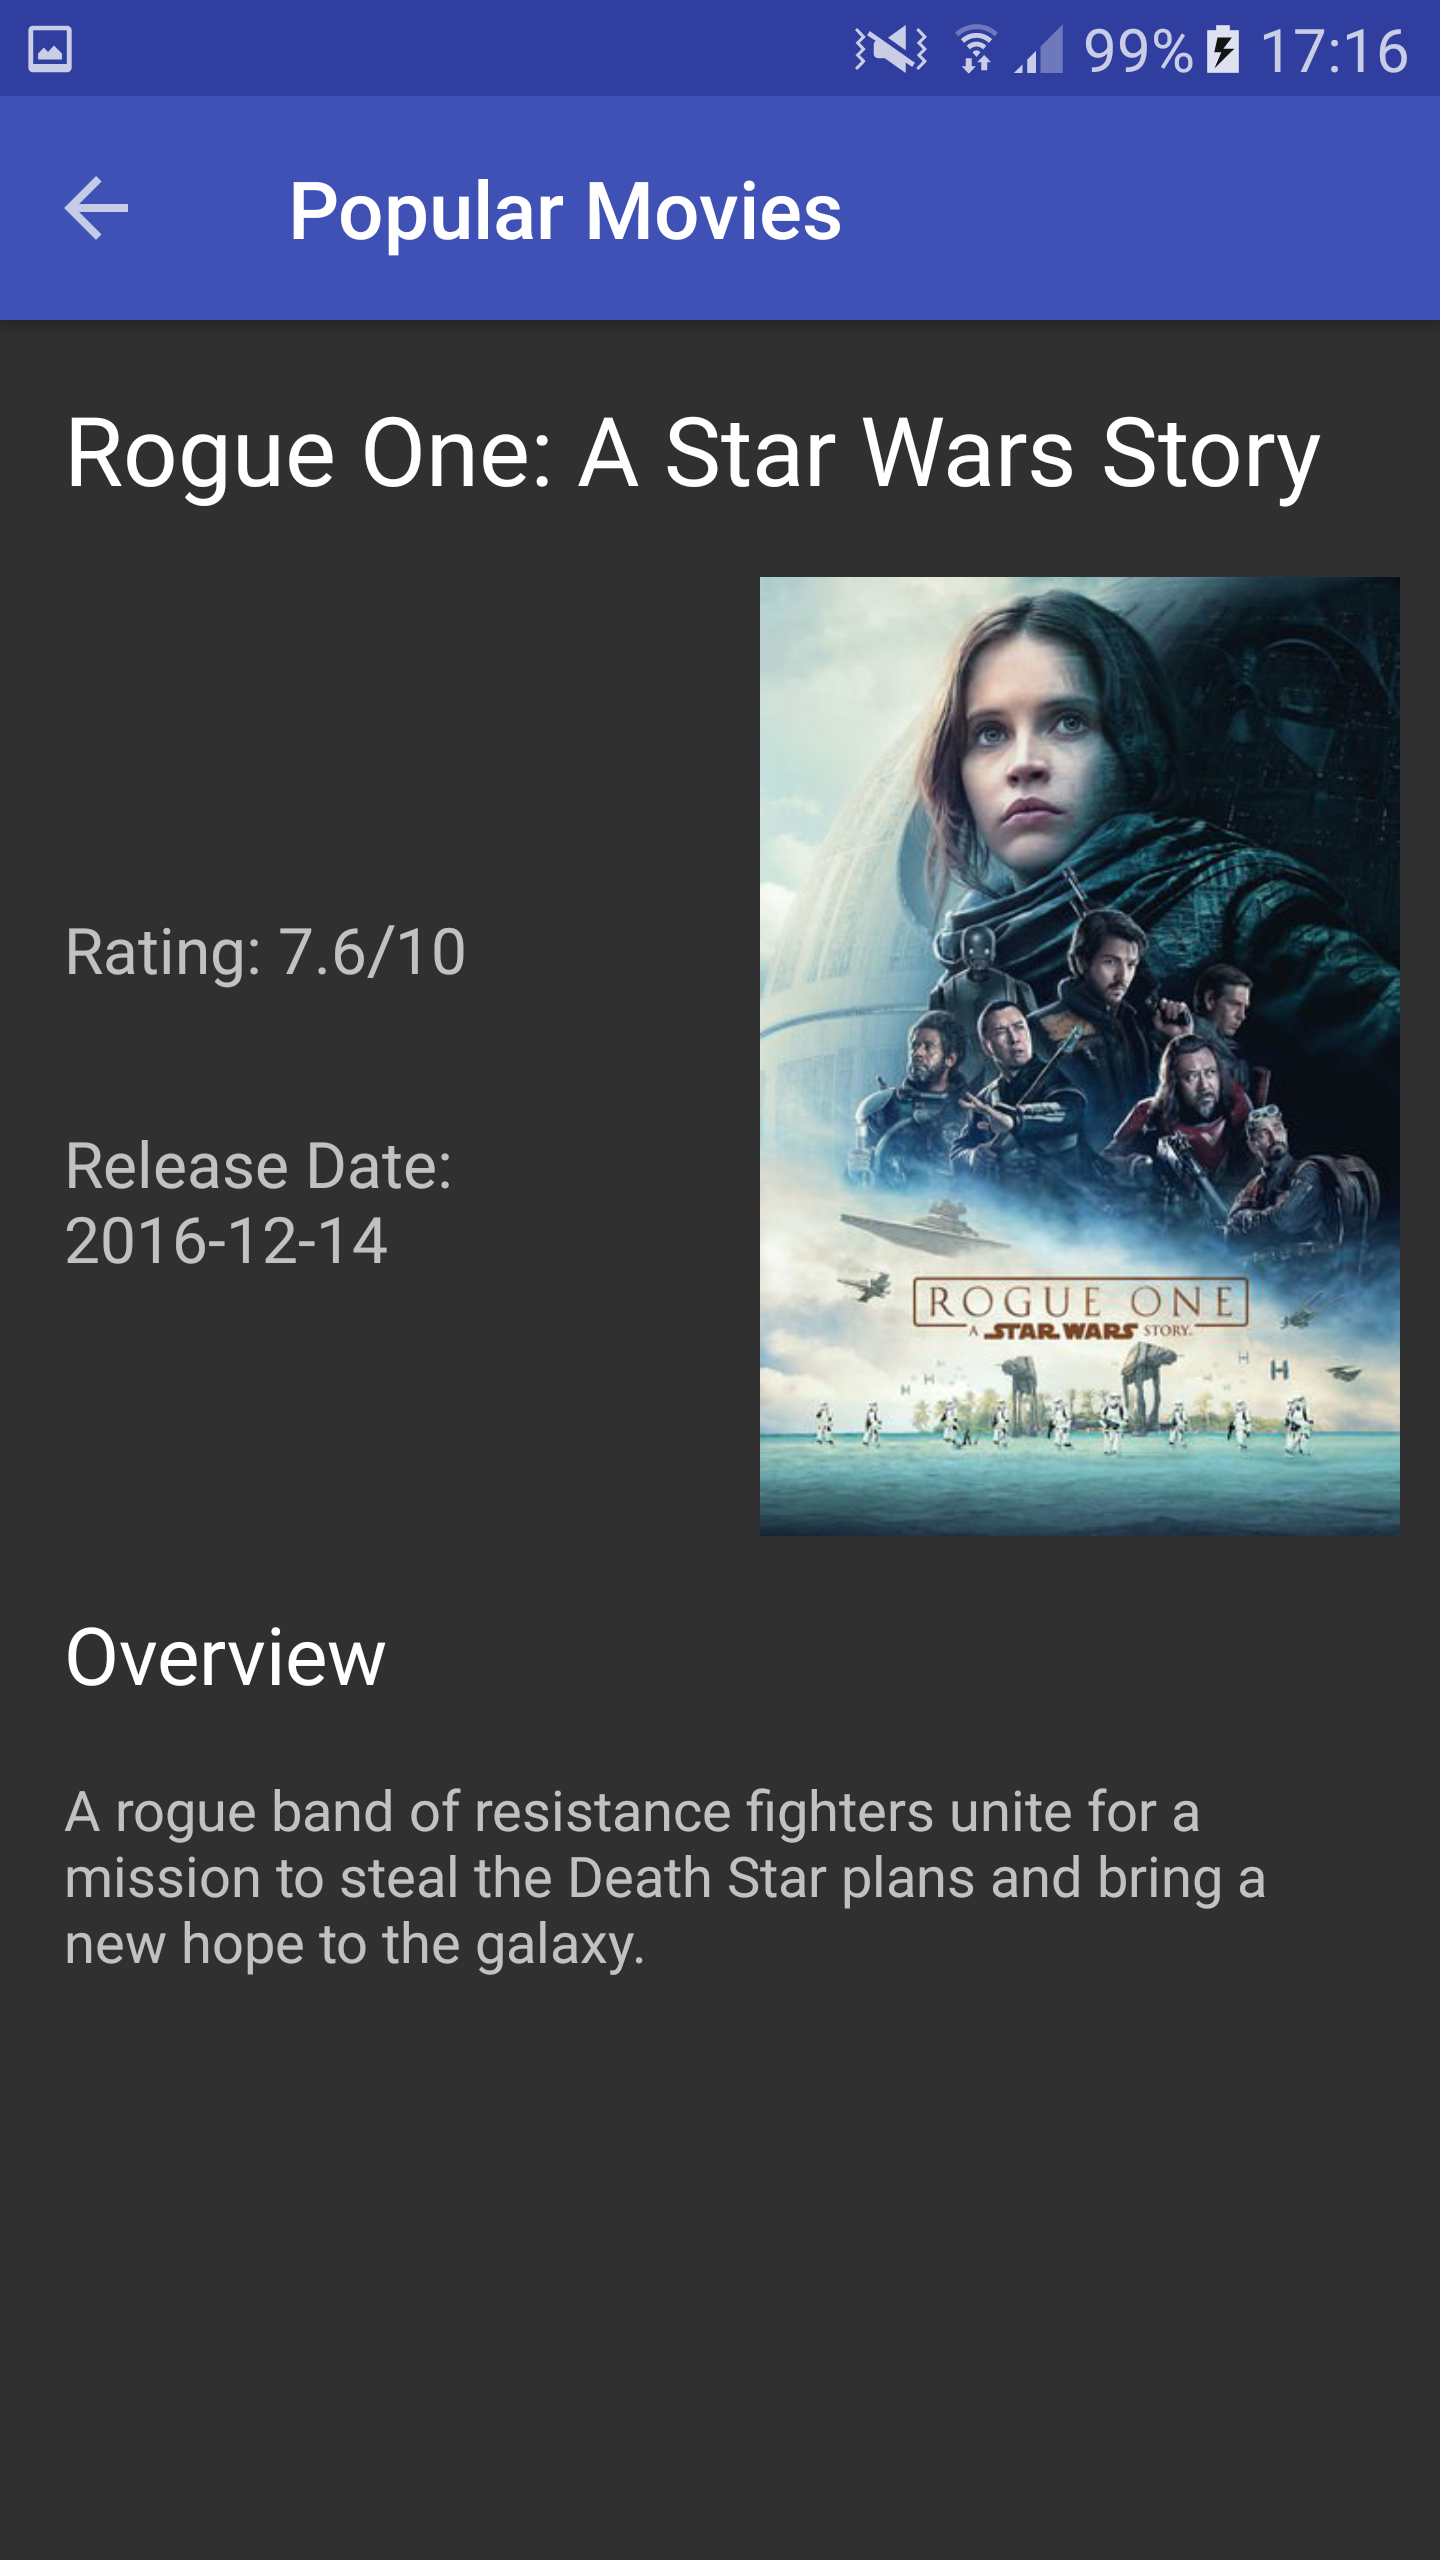 99% 17:16
Popular Movies
Rogue One: A Star Wars Story
Rating: 7.6/10
Release Date:
2016-12-14
ROGUE ONE
A STAR WARS STORY
Overview
A rogue band of resistance fighters unite for a
mission to steal the Death Star plans and bring a
new hope to the galaxy.